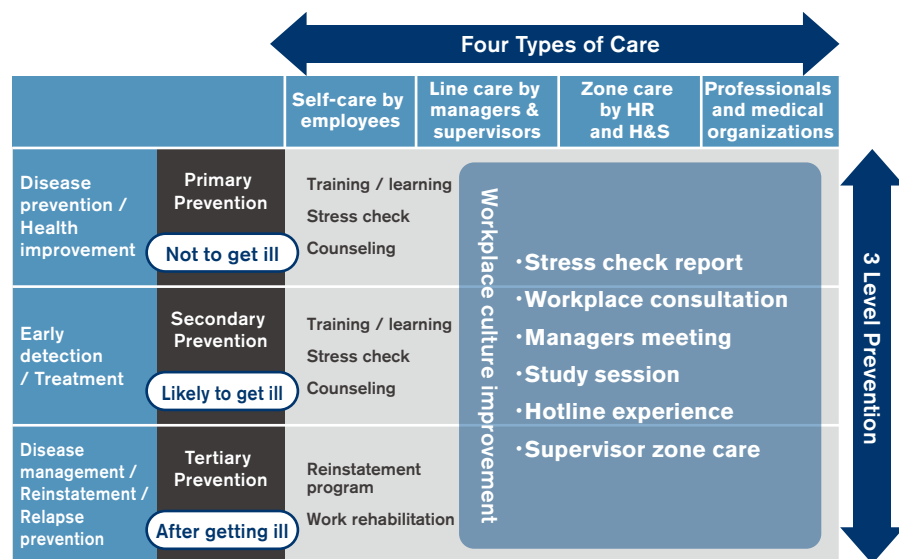 Four Types of Care
Self-care by
employees
Line care by
managers &
supervisors
Zone care
by HR
and H&S
Professionals
and medical
organizations
Disease
prevention /
Health
improvement
Primary
Prevention
Not to get ill
Training / learning
Stress check
Counseling
Early
detection
/ Treatment
Secondary
Prevention
Likely to get ill
Training / learning
Stress check
Counseling
Disease
management /
Reinstatement /
Relapse
prevention
Tertiary
Prevention
After getting ill
Reinstatement
program
Work rehabilitation
Workplace culture improvement
・Stress check report
・Workplace consultation
・Managers meeting
・Study session
・Hotline experience
・Supervisor zone care
3 Level Prevention